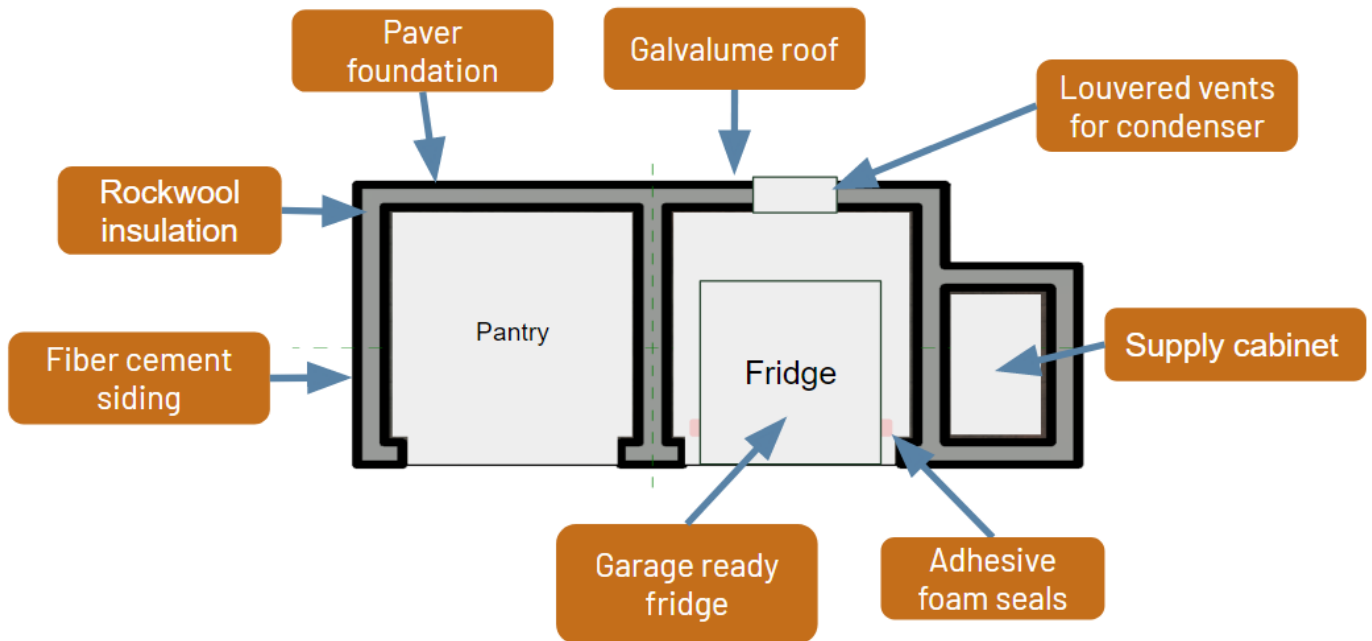 Paver
foundation
Galvalume roof
Louvered vents
for condenser
Rockwool
insulation
Pantry
Fiber cement
siding
Fridge
Supply cabinet
Garage ready
fridge
Adhesive
foam seals